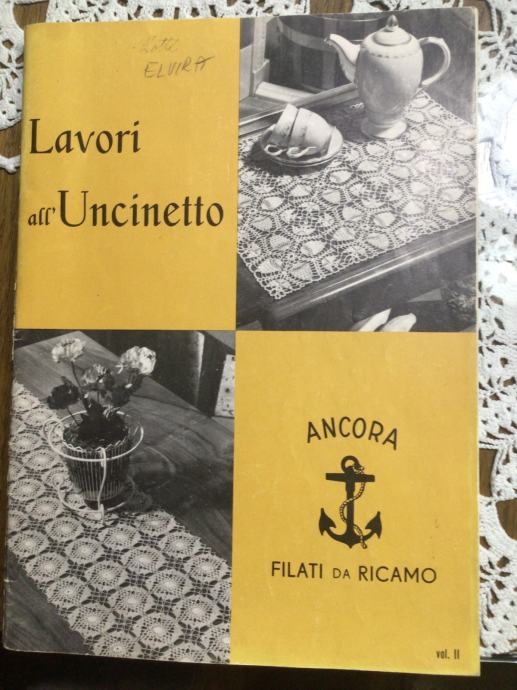 ELVIRA
Lavori
all' Uncinetto
ANCORA
FILATI DA RICAMO
vol. II